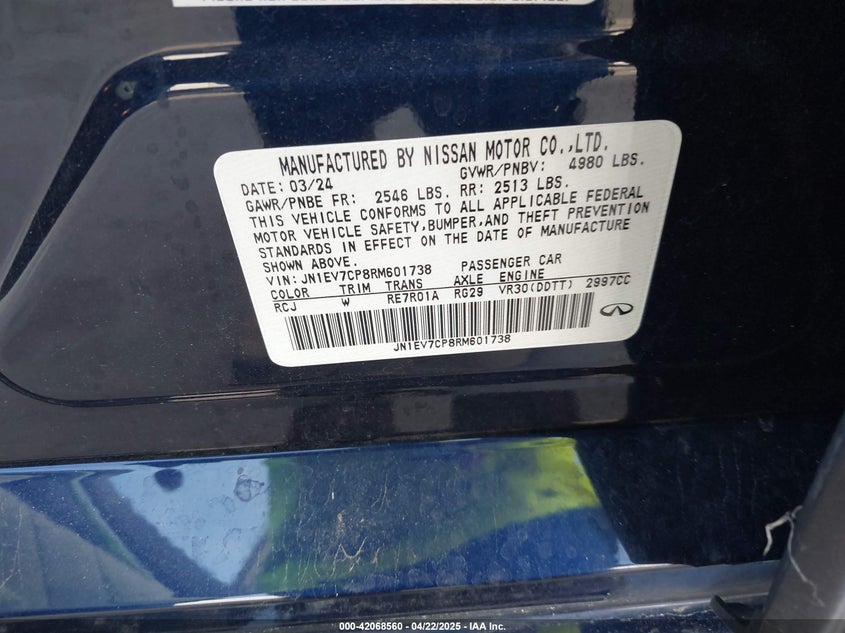 MANUFACTURED BY NISSAN MOTOR CO.,LTD.
DATE: 03/24 GVWR/PNBV: 4980 LBS.
GAWR/PNBE FR: 2546 LBS. RR: 2513 LBS.
THIS VEHICLE CONFORMS TO ALL APPLICABLE FEDERAL
MOTOR VEHICLE SAFETY,BUMPER,AND THEFT PREVENTION
STANDARDS IN EFFECT ON THE DATE OF MANUFACTURE
SHOWN ABOVE.
VIN: JN1EV7CP8RM601738 PASSENGER CAR
COLOR TRIM TRANS AXLE ENGINE
RCJ W RE7R01A RG29 VR30(DDTT) 2997CC
JN1EV7CP8RM601738
000-42068560 - 04/22/2025 - IAA Inc.